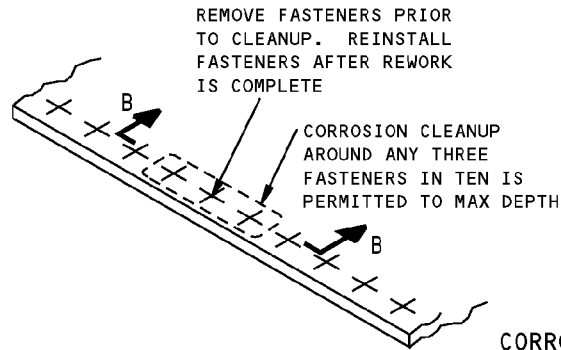 REMOVE FASTENERS PRIOR
TO CLEANUP. REINSTALL
FASTENERS AFTER REWORK
IS COMPLETE
B
CORROSION CLEANUP
AROUND ANY THREE
FASTENERS IN TEN IS
PERMITTED TO MAX DEPTH
B
CORRO